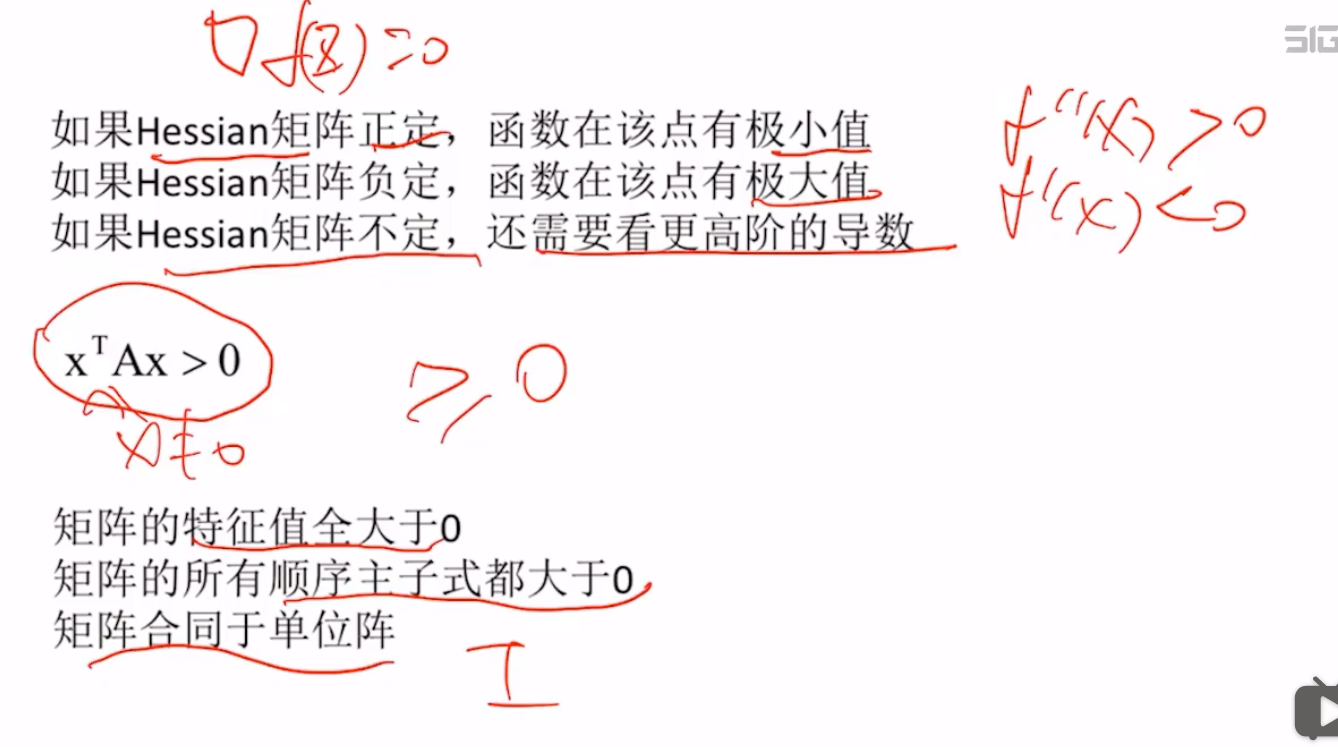 ∇f(x)=0
如果Hessian矩阵正定，函数在该点有极小值
f''(x)>0
如果Hessian矩阵负定，函数在该点有极大值
f'(x)<0
如果Hessian矩阵不定，还需要看更高阶的导数
xᵀAx > 0
≥0
x≠0
矩阵的特征值全大于0
矩阵的所有顺序主子式都大于0
矩阵合同于单位阵
I